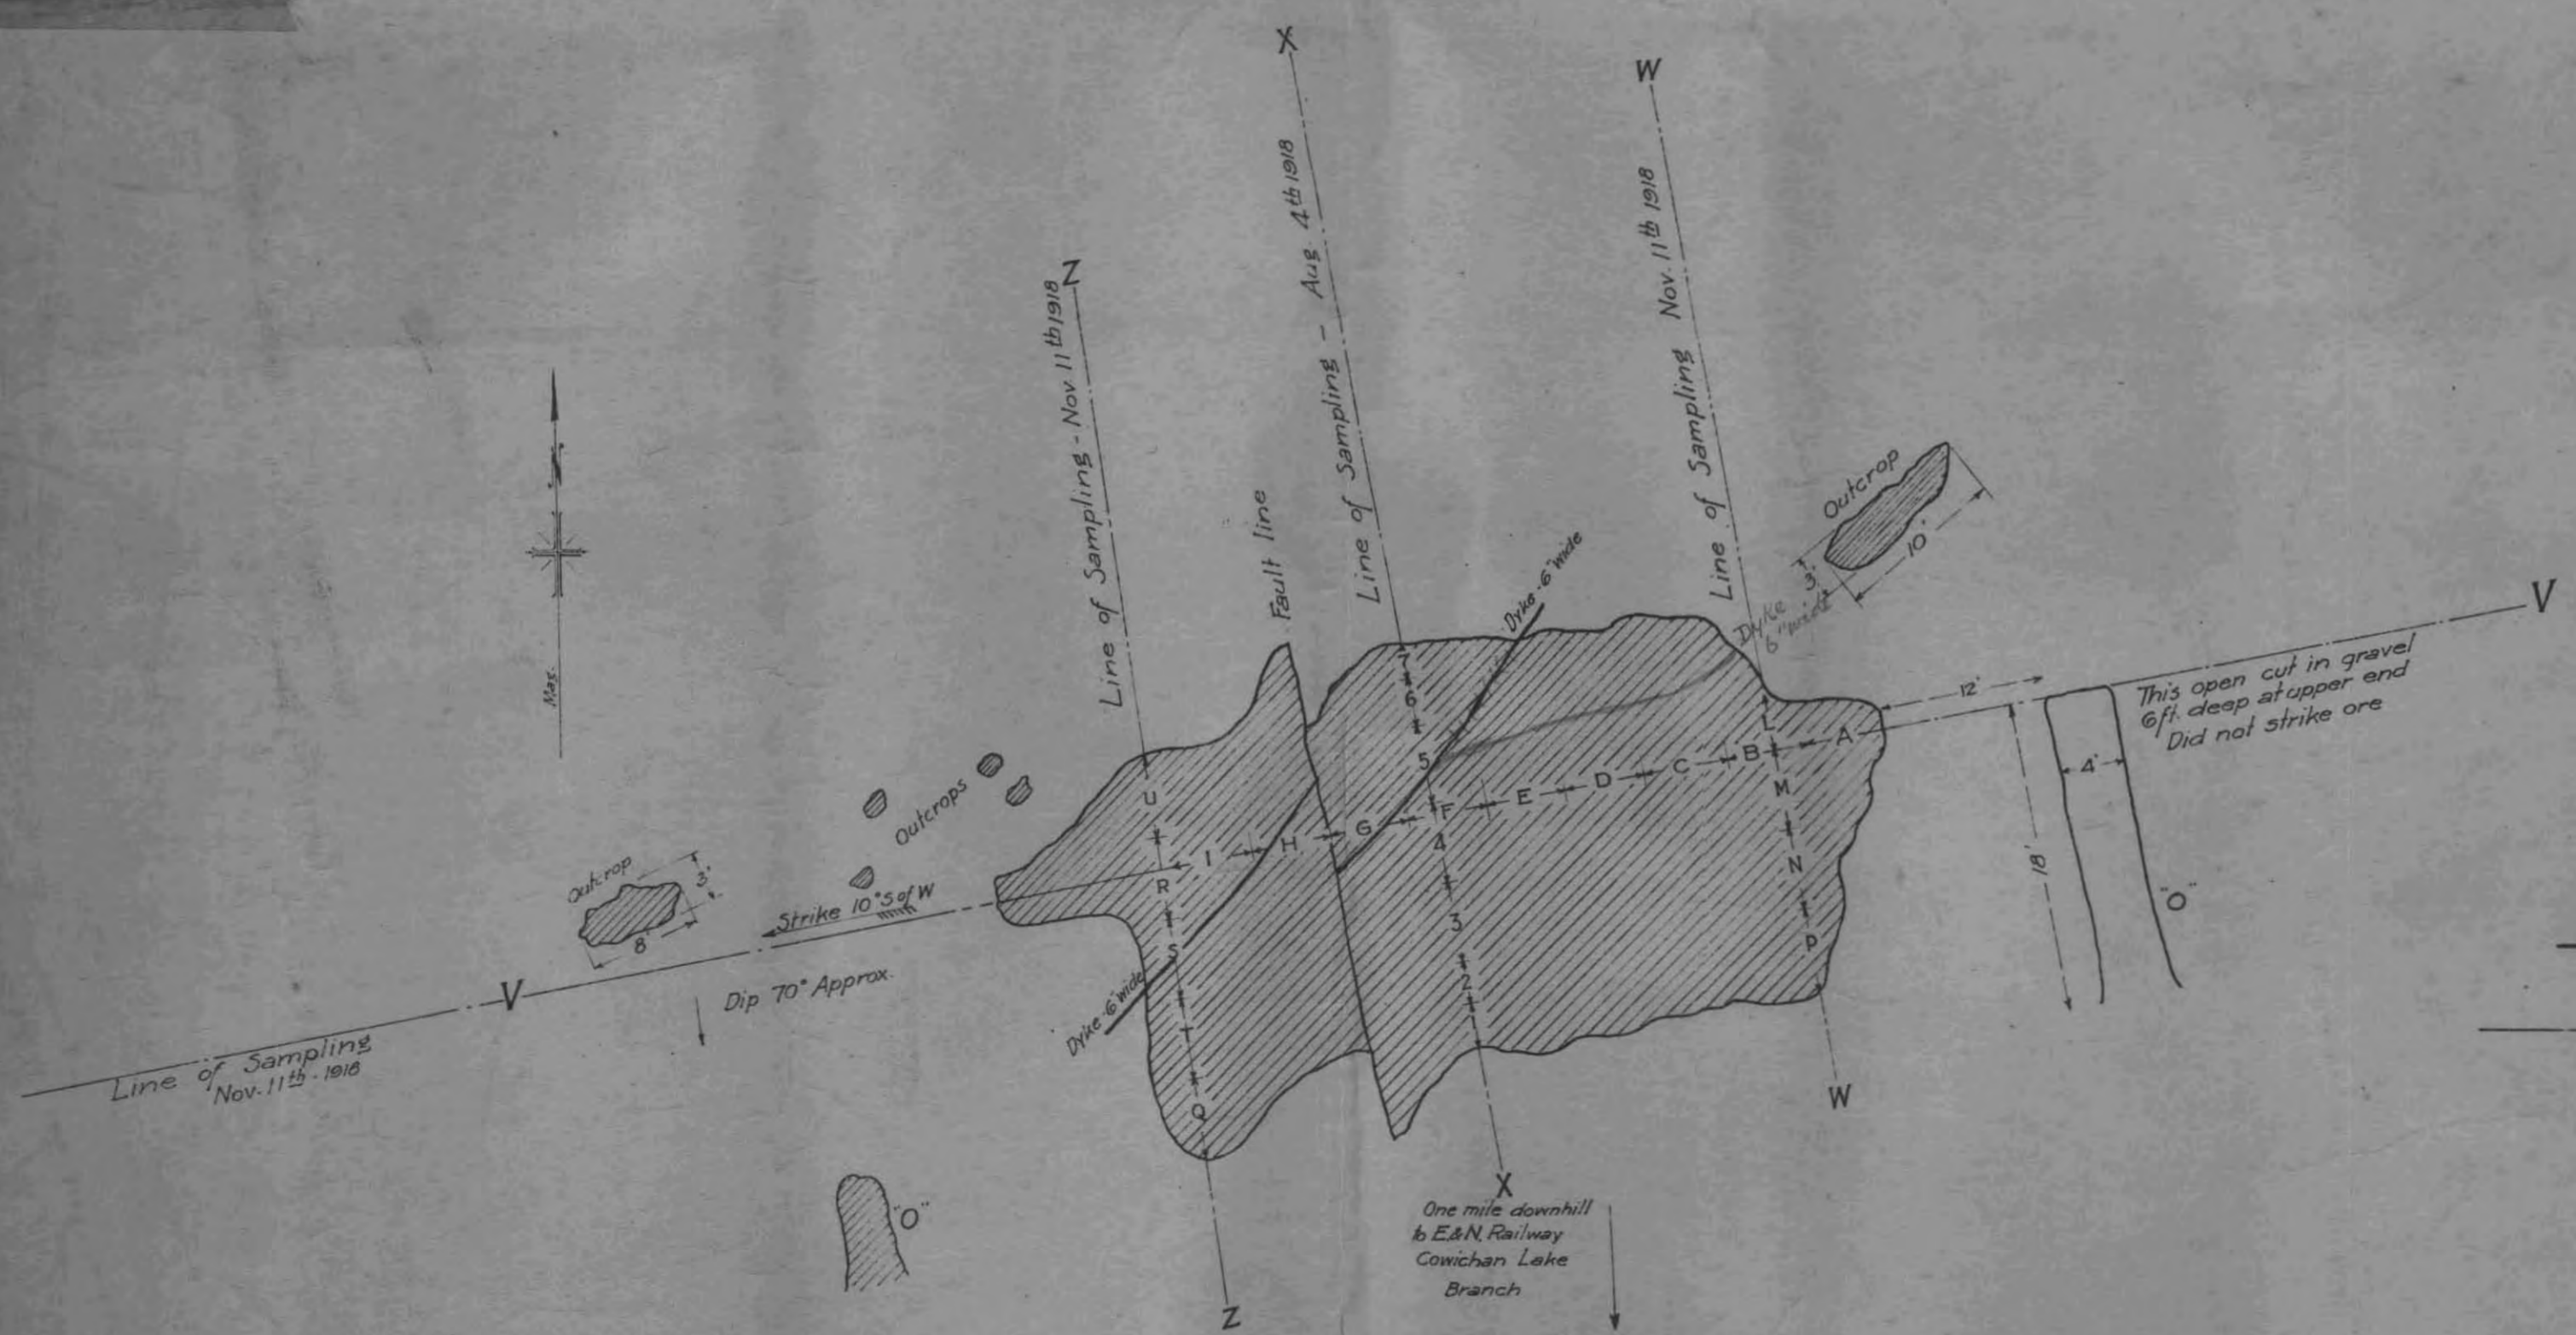 X
W
Z
Line of Sampling - Nov 11th 1918
Line of Sampling - Aug. 4th 1918
Line of Sampling Nov. 11th 1918
Fault line
Mag.
Outcrop
10'
3'
Dyke
6" wide
Dyke - 6" wide
V
This open cut in gravel
6ft. deep at upper end
Did not strike ore
12'
4'
18'
"O"
7
6
5
4
3
2
L
M
N
P
A
B
C
D
E
F
G
H
I
U
R
S
T
Q
Outcrops
Outcrop
3'
8'
Strike 10° S of W
Dip 70° Approx.
Dyke - 6" wide
V
Line of Sampling
Nov. 11th - 1918
"O"
W
X
Z
One mile downhill
to E.& N. Railway
Cowichan Lake
Branch